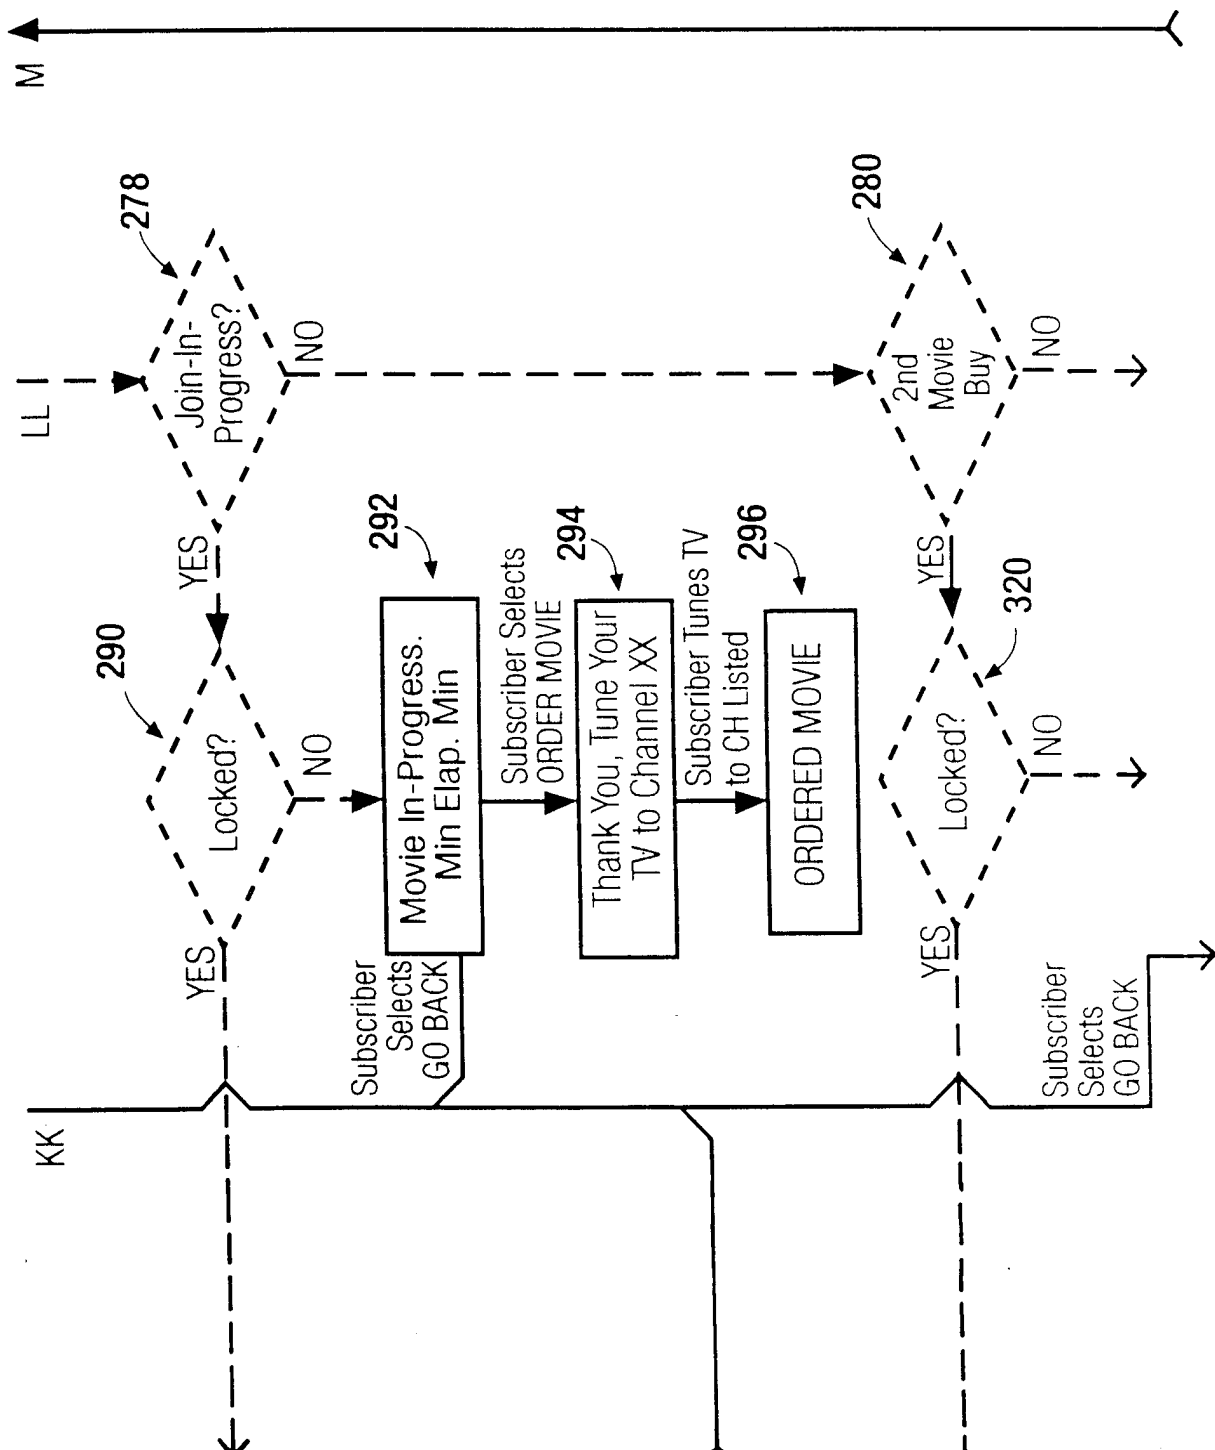 M
LL
278
Join-In-
Progress?
YES
NO
290
Locked?
YES
NO
292
Movie In-Progress.
Min Elap. Min
Subscriber
Selects
GO BACK
Subscriber Selects
ORDER MOVIE
294
Thank You, Tune Your
TV to Channel XX
Subscriber Tunes TV
to CH Listed
296
ORDERED MOVIE
280
2nd
Movie
Buy
YES
NO
320
Locked?
YES
NO
KK
Subscriber
Selects
GO BACK